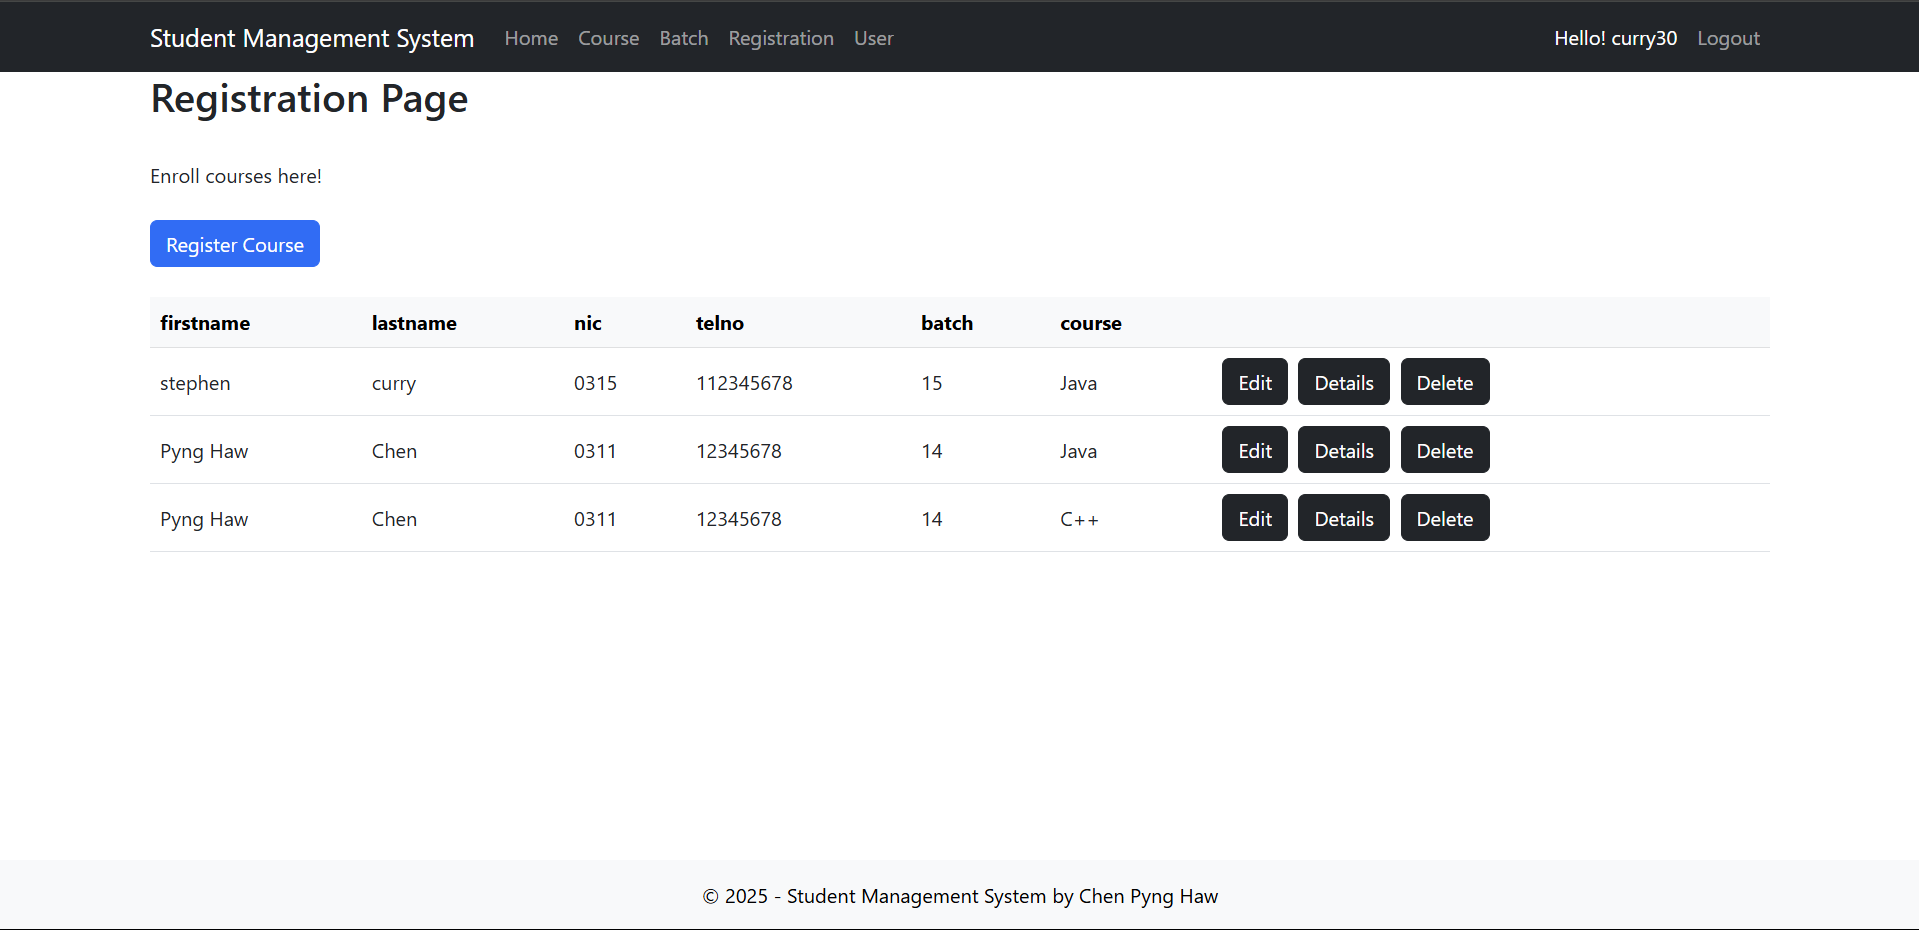 Student Management System Home Course Batch Registration User Hello! curry30 Logout
Registration Page
Enroll courses here!
Register Course
firstname lastname nic telno batch course
stephen curry 0315 112345678 15 Java Edit Details Delete
Pyng Haw Chen 0311 12345678 14 Java Edit Details Delete
Pyng Haw Chen 0311 12345678 14 C++ Edit Details Delete
© 2025 - Student Management System by Chen Pyng Haw